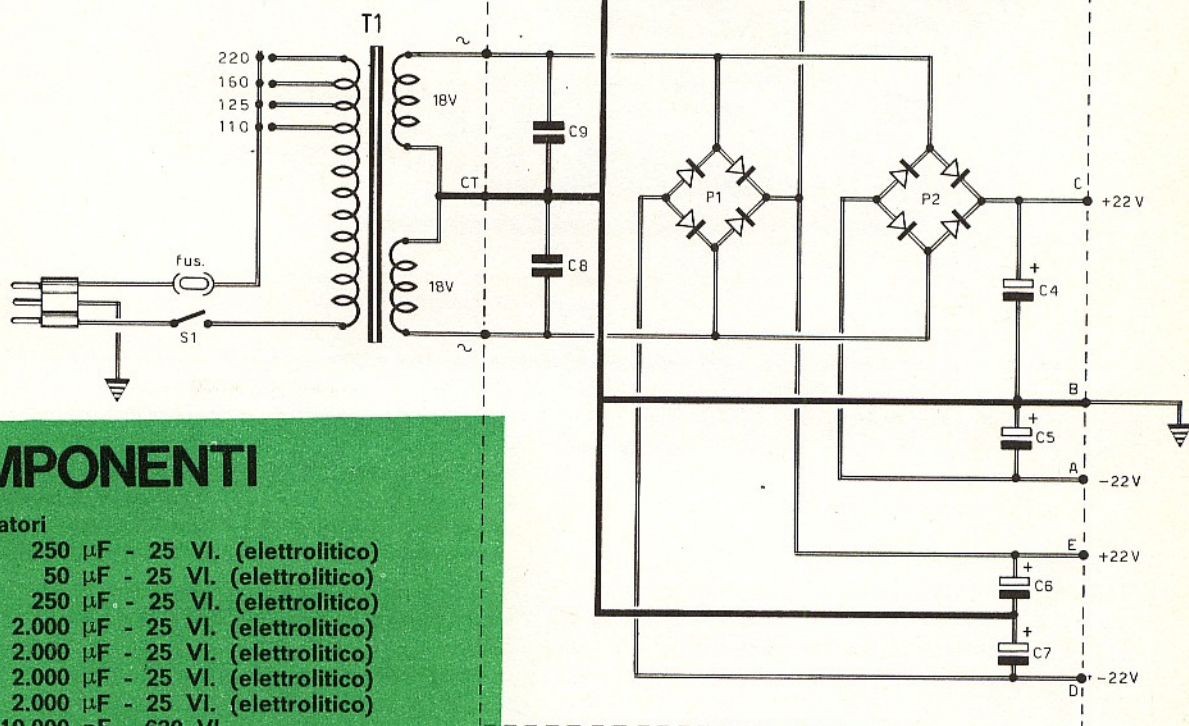 T1
220
160
125
110
~
18V
CT
18V
~
C9
C8
fus.
S1
P1
P2
C
+22 V
+
C4
B
+
C5
A
-22V
E
+22V
+
C6
+
C7
-22V
D
MPONENTI
atori
250 µF - 25 Vl. (elettrolitico)
50 µF - 25 Vl. (elettrolitico)
250 µF - 25 Vl. (elettrolitico)
2.000 µF - 25 Vl. (elettrolitico)
2.000 µF - 25 Vl. (elettrolitico)
2.000 µF - 25 Vl. (elettrolitico)
2.000 µF - 25 Vl. (elettrolitico)